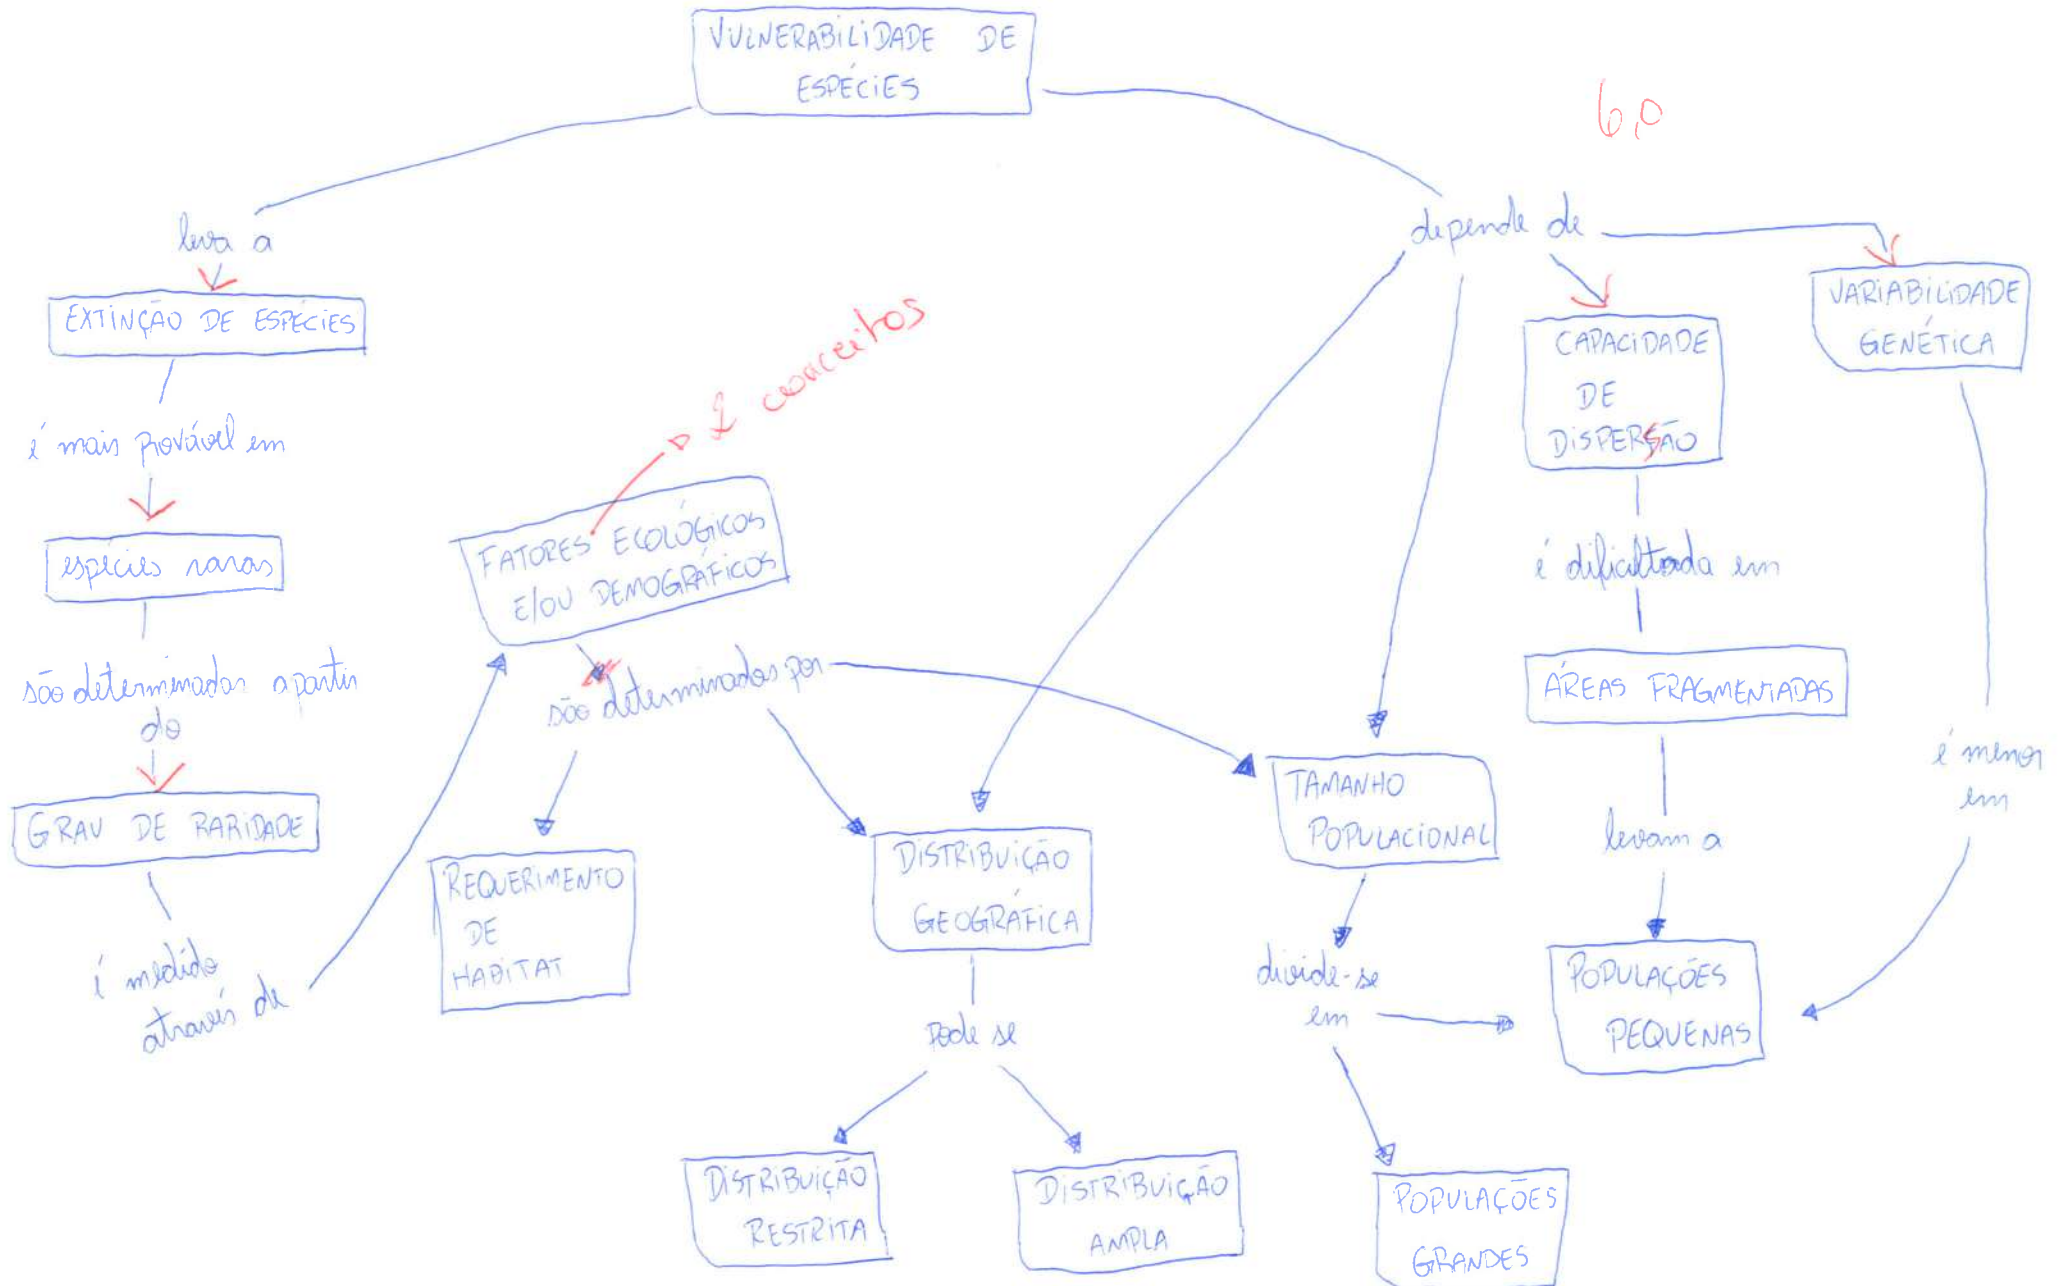 VULNERABILIDADE DE
ESPÉCIES
6,0
leva a
EXTINÇÃO DE ESPÉCIES
é mais provável em
espécies raras
são determinadas a partir
do
GRAU DE RARIDADE
é medido
através de
2 conceitos
FATORES ECOLÓGICOS
E/OU DEMOGRÁFICOS
são determinados por
REQUERIMENTO
DE
HABITAT
DISTRIBUIÇÃO
GEOGRÁFICA
pode se
DISTRIBUIÇÃO
RESTRITA
DISTRIBUIÇÃO
AMPLA
depende de
TAMANHO
POPULACIONAL
divide-se
em
POPULAÇÕES
GRANDES
CAPACIDADE
DE
DISPERSÃO
é dificultada em
ÁREAS FRAGMENTADAS
levam a
POPULAÇÕES
PEQUENAS
VARIABILIDADE
GENÉTICA
é menor
em